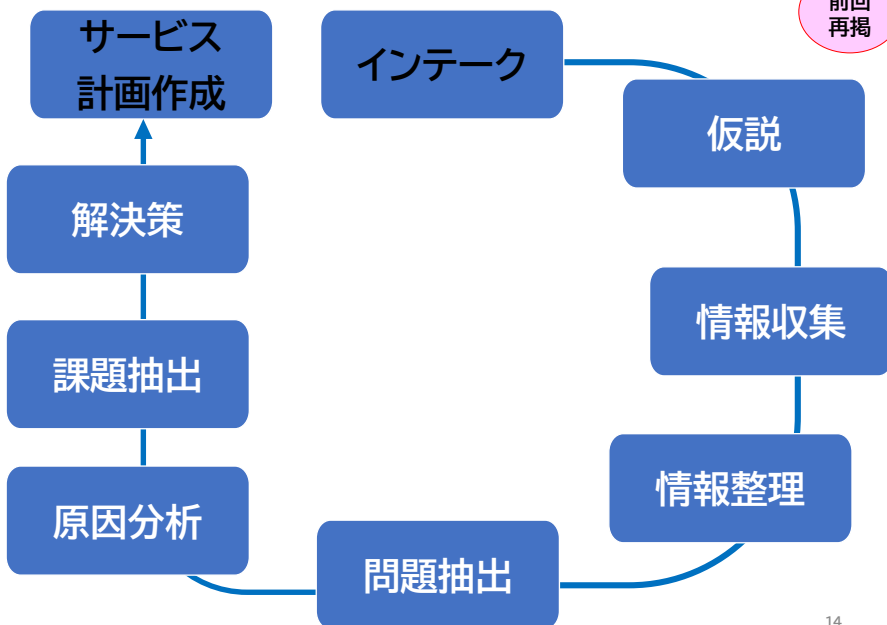 前回
再掲
インテーク
仮説
情報収集
情報整理
問題抽出
原因分析
課題抽出
解決策
サービス
計画作成
14